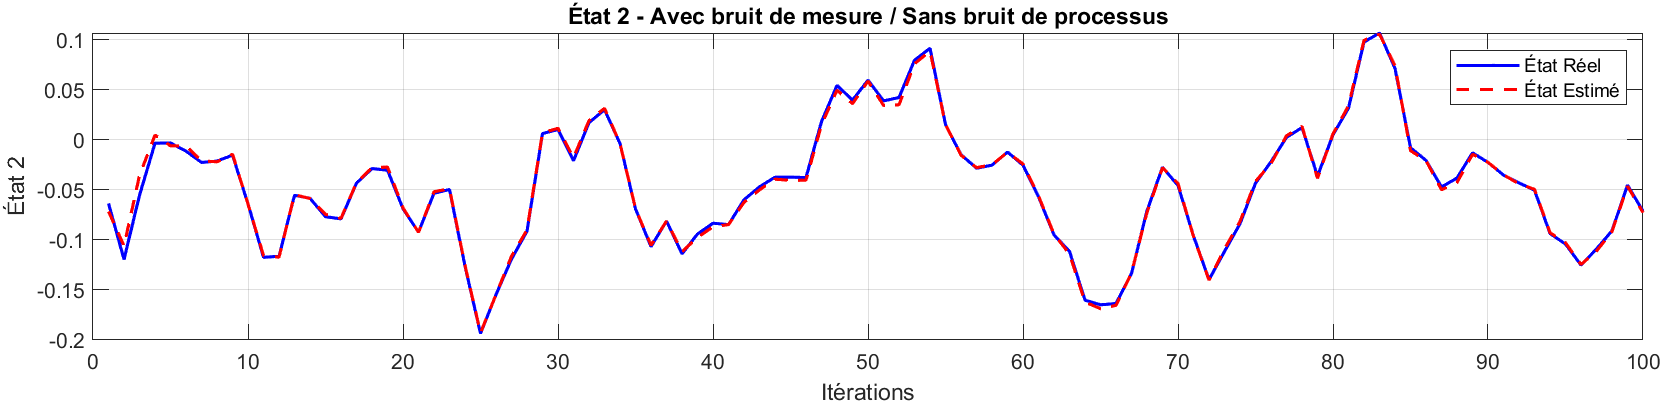 État 2 - Avec bruit de mesure / Sans bruit de processus
0.1
0.05
0
-0.05
-0.1
-0.15
-0.2
État 2
État Réel
État Estimé
0 10 20 30 40 50 60 70 80 90 100
Itérations